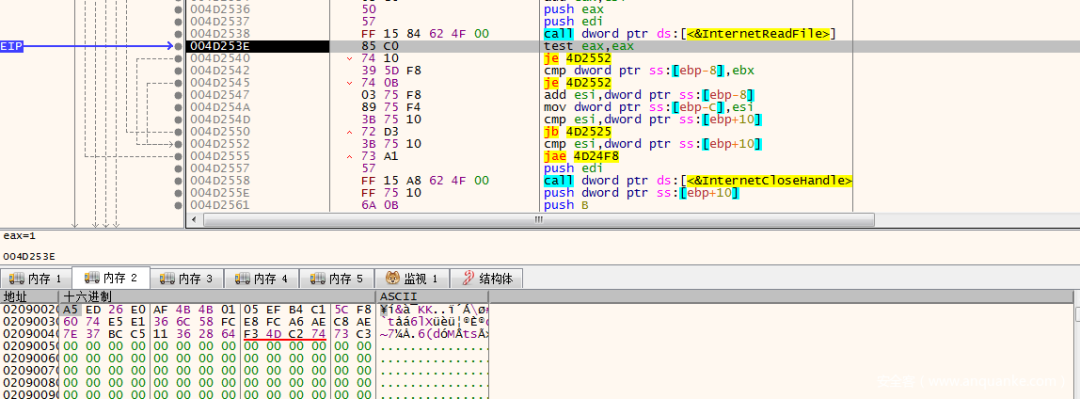 004D2536 50 push eax
004D2537 57 push edi
004D2538 FF 15 84 62 4F 00 call dword ptr ds:[<&InternetReadFile>]
EIP 004D253E 85 C0 test eax,eax
004D2540 74 10 je 4D2552
004D2542 39 5D F8 cmp dword ptr ss:[ebp-8],ebx
004D2545 74 0B je 4D2552
004D2547 03 75 F8 add esi,dword ptr ss:[ebp-8]
004D254A 89 75 F4 mov dword ptr ss:[ebp-C],esi
004D254D 3B 75 10 cmp esi,dword ptr ss:[ebp+10]
004D2550 72 D3 jb 4D2525
004D2552 3B 75 10 cmp esi,dword ptr ss:[ebp+10]
004D2555 73 A1 jae 4D24F8
004D2557 57 push edi
004D2558 FF 15 A8 62 4F 00 call dword ptr ds:[<&InternetCloseHandle>
004D255E FF 75 10 push dword ptr ss:[ebp+10]
004D2561 6A 0B push B
eax=1
004D253E
内存 1 内存 2 内存 3 内存 4 内存 5 监视 1 结构体
地址 十六进制 ASCII
02090020 A5 ED 26 E0 AF 4B 4B 01 05 EF B4 C1 5C F8
02090030 60 74 E5 E1 36 6C 58 FC E8 FC A6 AE C8 AE
02090040 7E 37 BC C5 11 36 28 64 F3 4D C2 74 73 C3
02090050 00 00 00 00 00 00 00 00 00 00 00 00 00 00
02090060 00 00 00 00 00 00 00 00 00 00 00 00 00 00
02090070 00 00 00 00 00 00 00 00 00 00 00 00 00 00
02090080 00 00 00 00 00 00 00 00 00 00 00 00 00 00
02090090 00 00 00 00 00 00 00 00 00 00 00 00 00 00